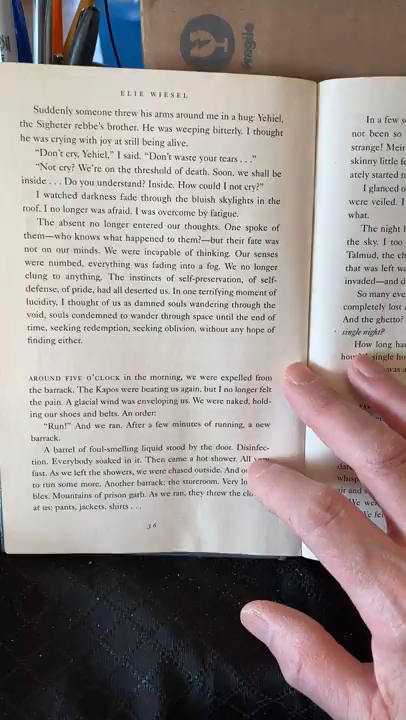 Fragile
ELIE WIESEL
Suddenly someone threw his arms around me in a hug: Yehiel,
the Sigheter rebbe's brother. He was weeping bitterly. I thought
he was crying with joy at still being alive.
"Don't cry, Yehiel," I said. "Don't waste your tears . . ."
"Not cry? We're on the threshold of death. Soon, we shall be
inside . . . Do you understand? Inside. How could I not cry?"
I watched darkness fade through the bluish skylights in the
roof. I no longer was afraid. I was overcome by fatigue.
The absent no longer entered our thoughts. One spoke of
them—who knows what happened to them?—but their fate was
not on our minds. We were incapable of thinking. Our senses
were numbed, everything was fading into a fog. We no longer
clung to anything. The instincts of self-preservation, of self-
defense, of pride, had all deserted us. In one terrifying moment of
lucidity, I thought of us as damned souls wandering through the
void, souls condemned to wander through space until the end of
time, seeking redemption, seeking oblivion, without any hope of
finding either.
AROUND FIVE O'CLOCK in the morning, we were expelled from
the barrack. The Kapos were beating us again, but I no longer felt
the pain. A glacial wind was enveloping us. We were naked, hold-
ing our shoes and belts. An order:
"Run!" And we ran. After a few minutes of running, a new
barrack.
A barrel of foul-smelling liquid stood by the door. Disinfec-
tion. Everybody soaked in it. Then came a hot shower. All
fast. As we left the showers, we were chased outside. And
to run some more. Another barrack: the storeroom. Very
bles. Mountains of prison garb. As we ran, they threw the
at us: pants, jackets, shirts . . .
36
In a few
not been so
strange! Meir
skinny little
ately started
I glanced
were veiled. I
what.
The night
the sky. I too
Talmud, the
that was left
invaded—and
So many
completely lost
And the ghetto?
single night?
How long
single
was
whisp
air and
We
We